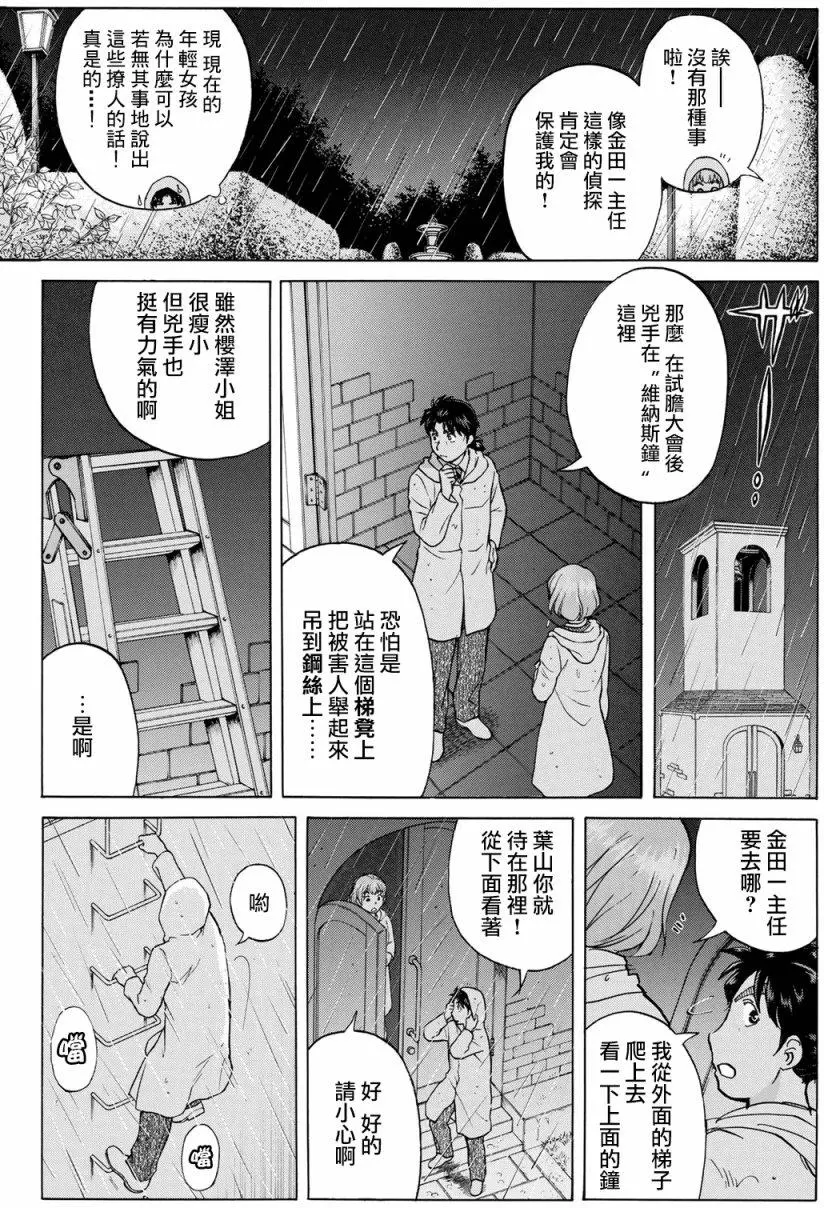 誒——
沒有那種事
啦！
像金田一主任
這樣的偵探
肯定會
保護我的！
現 現在的
年輕女孩
為什麼可以
若無其事地說出
這些撩人的話！
真是的…！
ザ
那麼 在試膽大會後
兇手在〝維納斯鐘〞
這裡
恐怕是
站在這個梯凳上
把被害人舉起來
吊到鋼絲上……
雖然櫻澤小姐
很瘦小
但兇手也
挺有力氣的啊
…是啊
金田一主任
要去哪？
我從外面的梯子
爬上去
看一下上面的鐘
葉山你就
待在那裡！
從下面看著
好 好的
請小心啊
喲
噹
噹